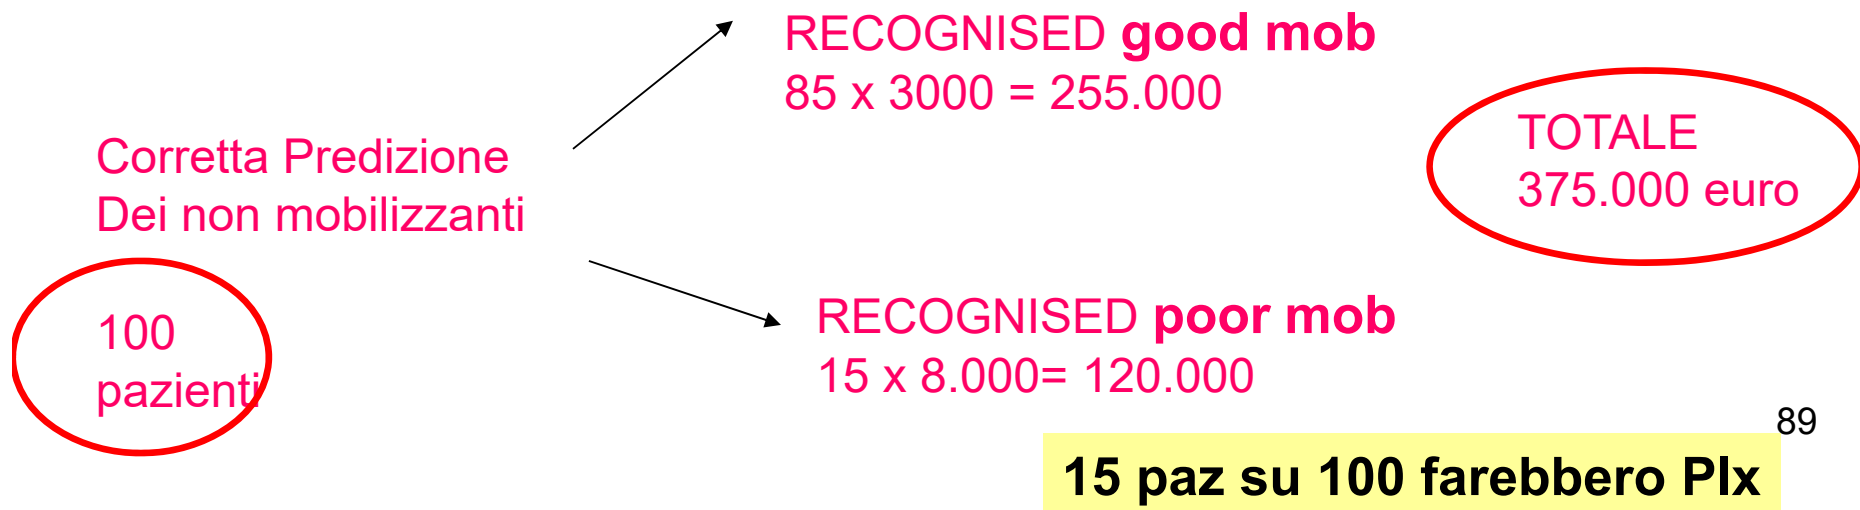 RECOGNISED good mob
85 x 3000 = 255.000
Corretta Predizione
Dei non mobilizzanti
TOTALE
375.000 euro
100
pazienti
RECOGNISED poor mob
15 x 8.000= 120.000
89
15 paz su 100 farebbero Plx